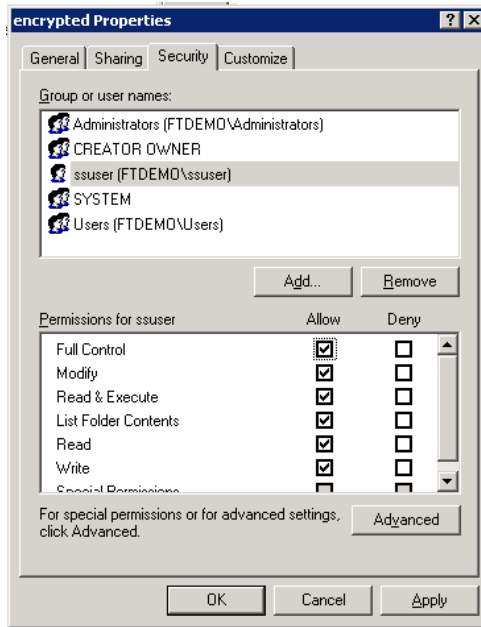 encrypted Properties
General Sharing Security Customize
Group or user names:
Administrators (FTDEMO\Administrators)
CREATOR OWNER
ssuser (FTDEMO\ssuser)
SYSTEM
Users (FTDEMO\Users)
Add... Remove
Permissions for ssuser Allow Deny
Full Control
Modify
Read & Execute
List Folder Contents
Read
Write
Special Permissions
For special permissions or for advanced settings, Advanced
click Advanced.
OK Cancel Apply